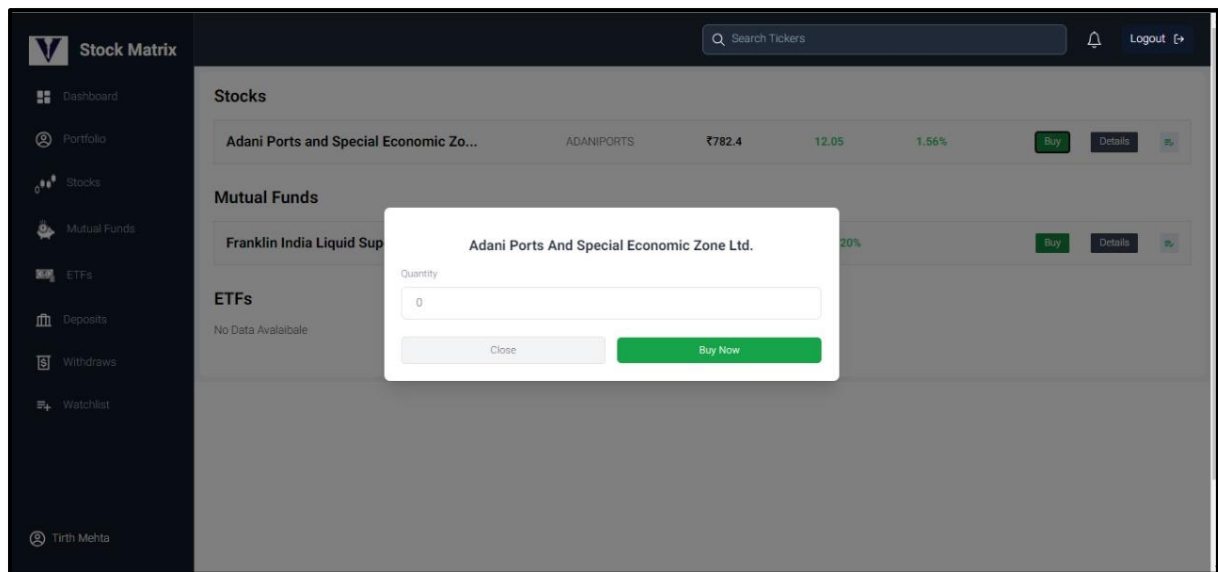 Stock Matrix
Search Tickers
Logout
Dashboard
Portfolio
Stocks
Mutual Funds
ETFs
Deposits
Withdraws
Watchlist
Tirth Mehta
Stocks
Adani Ports and Special Economic Zo... ADANIPORTS ₹782.4 12.05 1.56% Buy Details
Mutual Funds
Franklin India Liquid Sup 20% Buy Details
ETFs
No Data Avalaibale
Adani Ports And Special Economic Zone Ltd.
Quantity
0
Close Buy Now